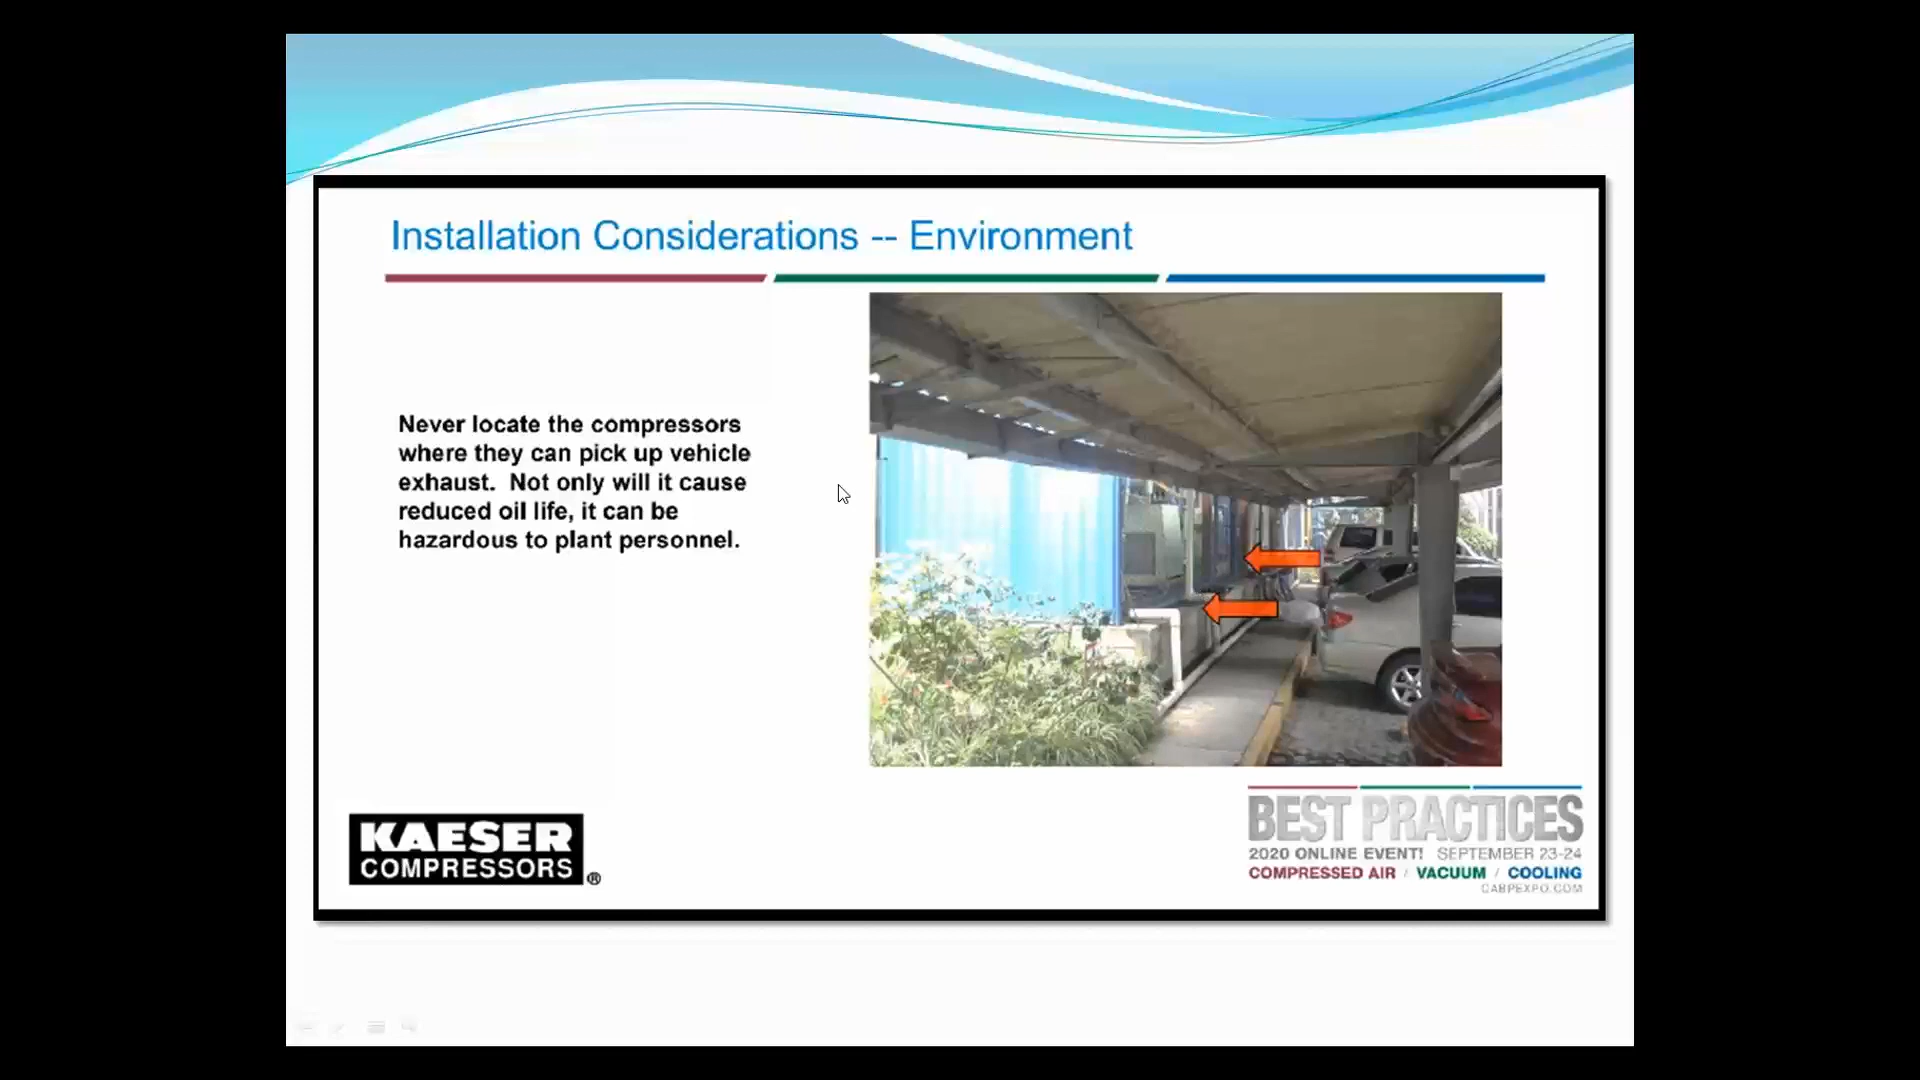 Installation Considerations -- Environment
Never locate the compressors
where they can pick up vehicle
exhaust. Not only will it cause
reduced oil life, it can be
hazardous to plant personnel.
KAESER
COMPRESSORS®
BEST PRACTICES
2020 ONLINE EVENT! SEPTEMBER 23-24
COMPRESSED AIR / VACUUM / COOLING
CABPEXPO.COM